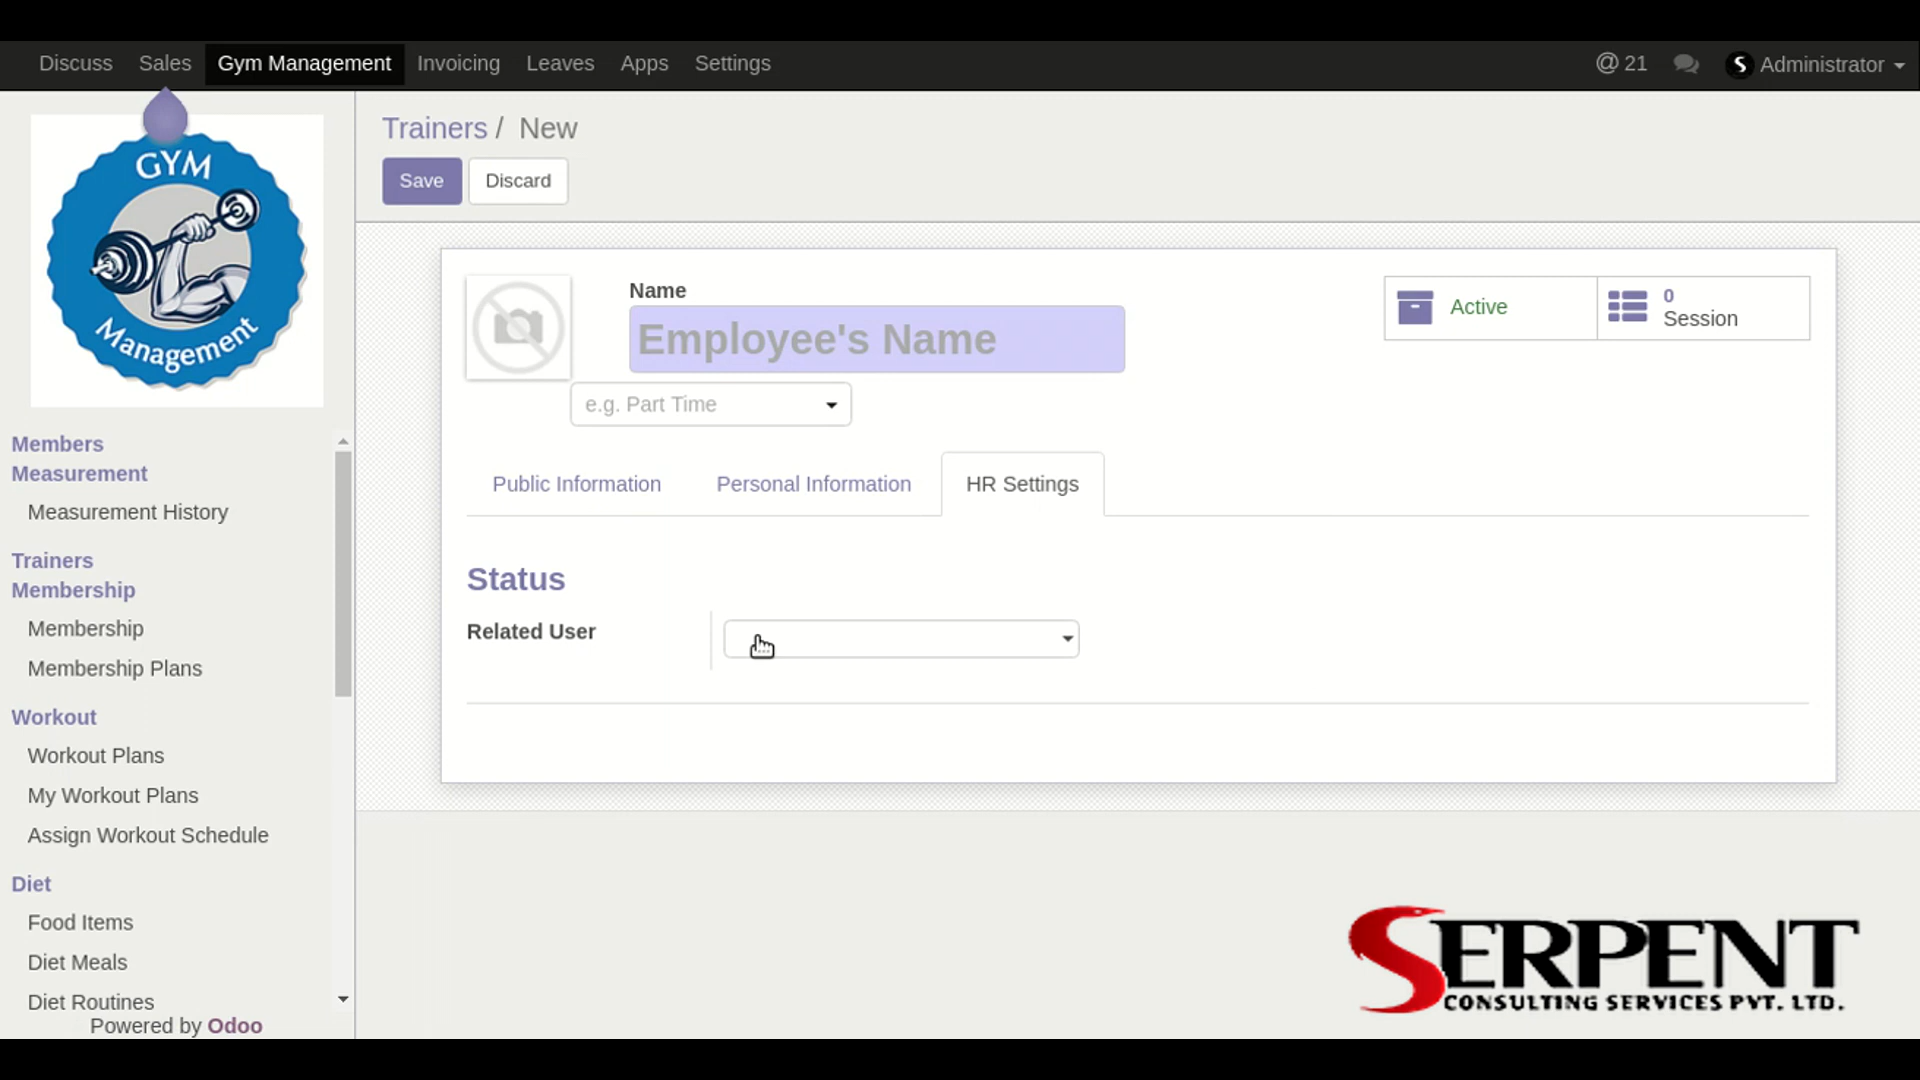 Discuss Sales Gym Management Invoicing Leaves Apps Settings @ 21 Administrator
GYM
Management
Members
Measurement
Measurement History
Trainers
Membership
Membership
Membership Plans
Workout
Workout Plans
My Workout Plans
Assign Workout Schedule
Diet
Food Items
Diet Meals
Diet Routines
Powered by Odoo
Trainers / New
Save Discard
Name
Employee's Name
e.g. Part Time
Active
0
Session
Public Information Personal Information HR Settings
Status
Related User
SERPENT
CONSULTING SERVICES PVT. LTD.